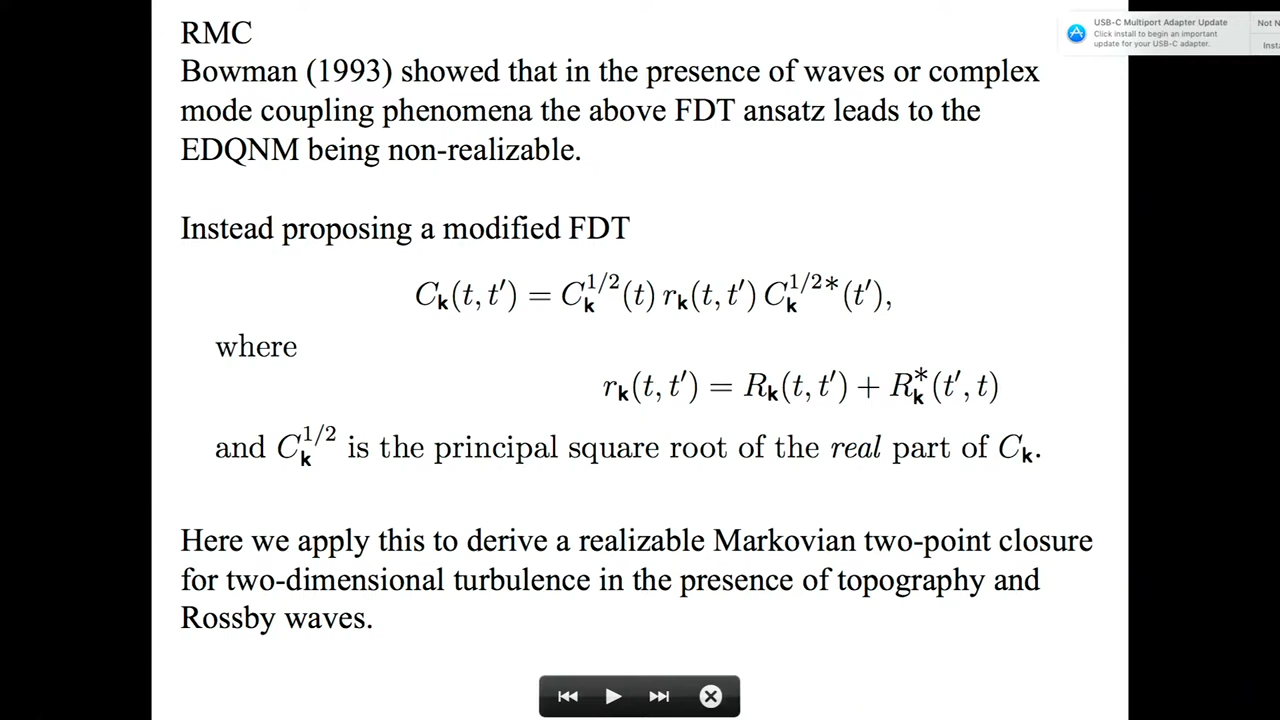 RMC
Bowman (1993) showed that in the presence of waves or complex
mode coupling phenomena the above FDT ansatz leads to the
EDQNM being non-realizable.
Instead proposing a modified FDT
C_𝐤(t, t′) = C_𝐤^{1/2}(t) r_𝐤(t, t′) C_𝐤^{1/2*}(t′),
where
r_𝐤(t, t′) = R_𝐤(t, t′) + R_𝐤^*(t′, t)
and C_𝐤^{1/2} is the principal square root of the real part of C_𝐤.
Here we apply this to derive a realizable Markovian two-point closure
for two-dimensional turbulence in the presence of topography and
Rossby waves.
USB-C Multiport Adapter Update
Click install to begin an important
update for your USB-C adapter.
Not N
Insta